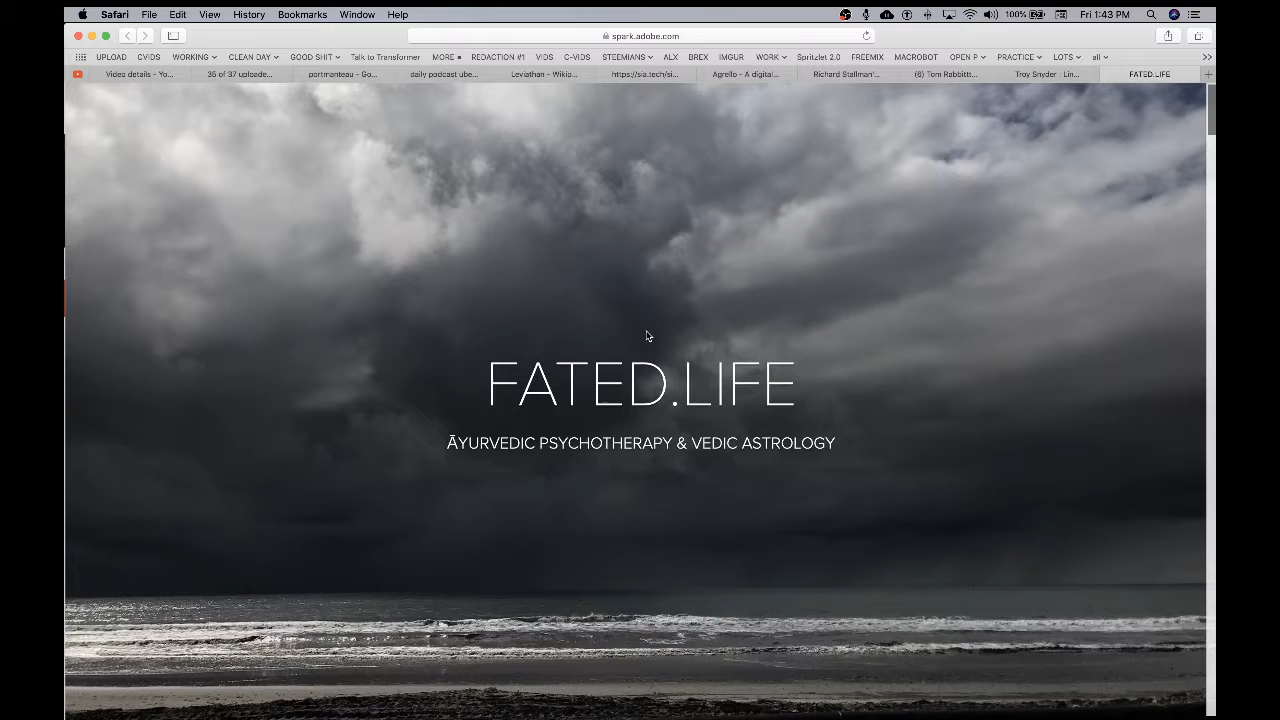 Safari File Edit View History Bookmarks Window Help 100% Fri 1:43 PM
spark.adobe.com
UPLOAD CVIDS WORKING CLEAN DAY GOOD SHIT Talk to Transformer MORE REDACTION #1 VIDS C-VIDS STEEMIANS ALX BREX IMGUR WORK Spritzlet 2.0 FREEMIX MACROBOT OPEN P PRACTICE LOTS all
Video details - Yo... 35 of 37 uploade... portmanteau - Go... daily podcast ube... Leviathan - Wikip... https://sia.tech/si... Agrello - A digital... Richard Stallman'... (6) Tom Rabbitt... Troy Snyder | Lin... FATED.LIFE
FATED.LIFE
ĀYURVEDIC PSYCHOTHERAPY & VEDIC ASTROLOGY